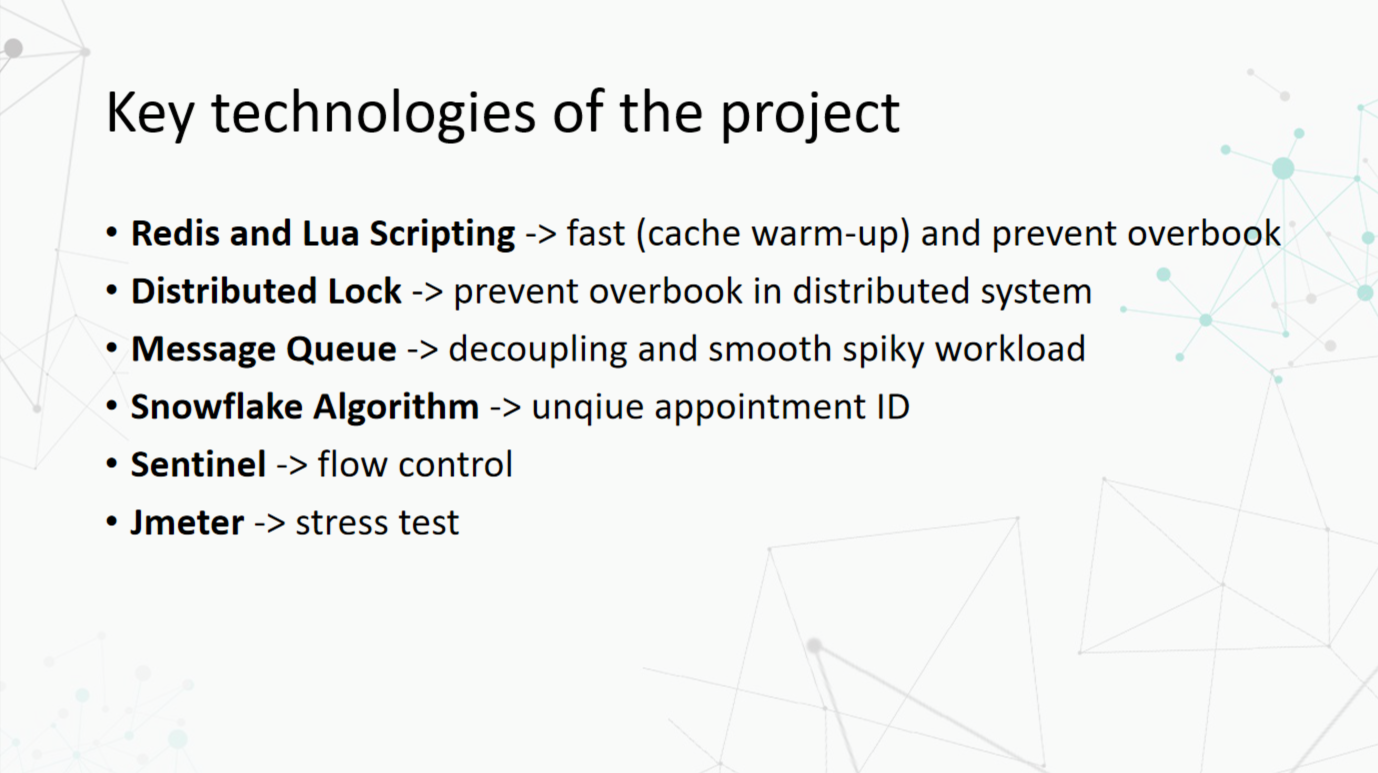 Key technologies of the project
• Redis and Lua Scripting -> fast (cache warm-up) and prevent overbook
• Distributed Lock -> prevent overbook in distributed system
• Message Queue -> decoupling and smooth spiky workload
• Snowflake Algorithm -> unqiue appointment ID
• Sentinel -> flow control
• Jmeter -> stress test